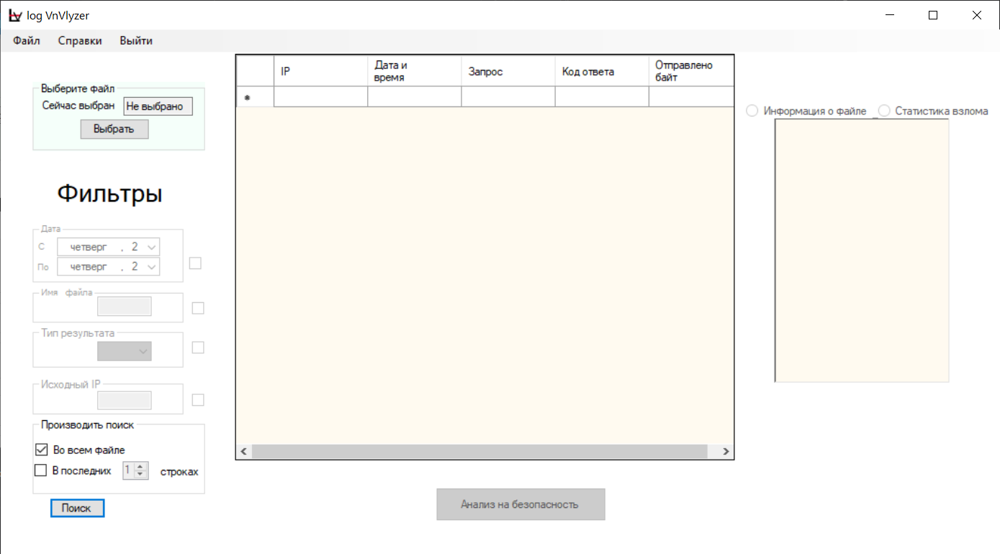 log VnVlyzer
Файл Справки Выйти
Выберите файл
Сейчас выбран Не выбрано
Выбрать
Фильтры
Дата
С четверг , 2
По четверг , 2
Имя файла
Тип результата
Исходный IP
Производить поиск
Во всем файле
В последних 1 строках
Поиск
IP Дата и время Запрос Код ответа Отправлено байт
*
Анализ на безопасность
Информация о файле _ Статистика взлома